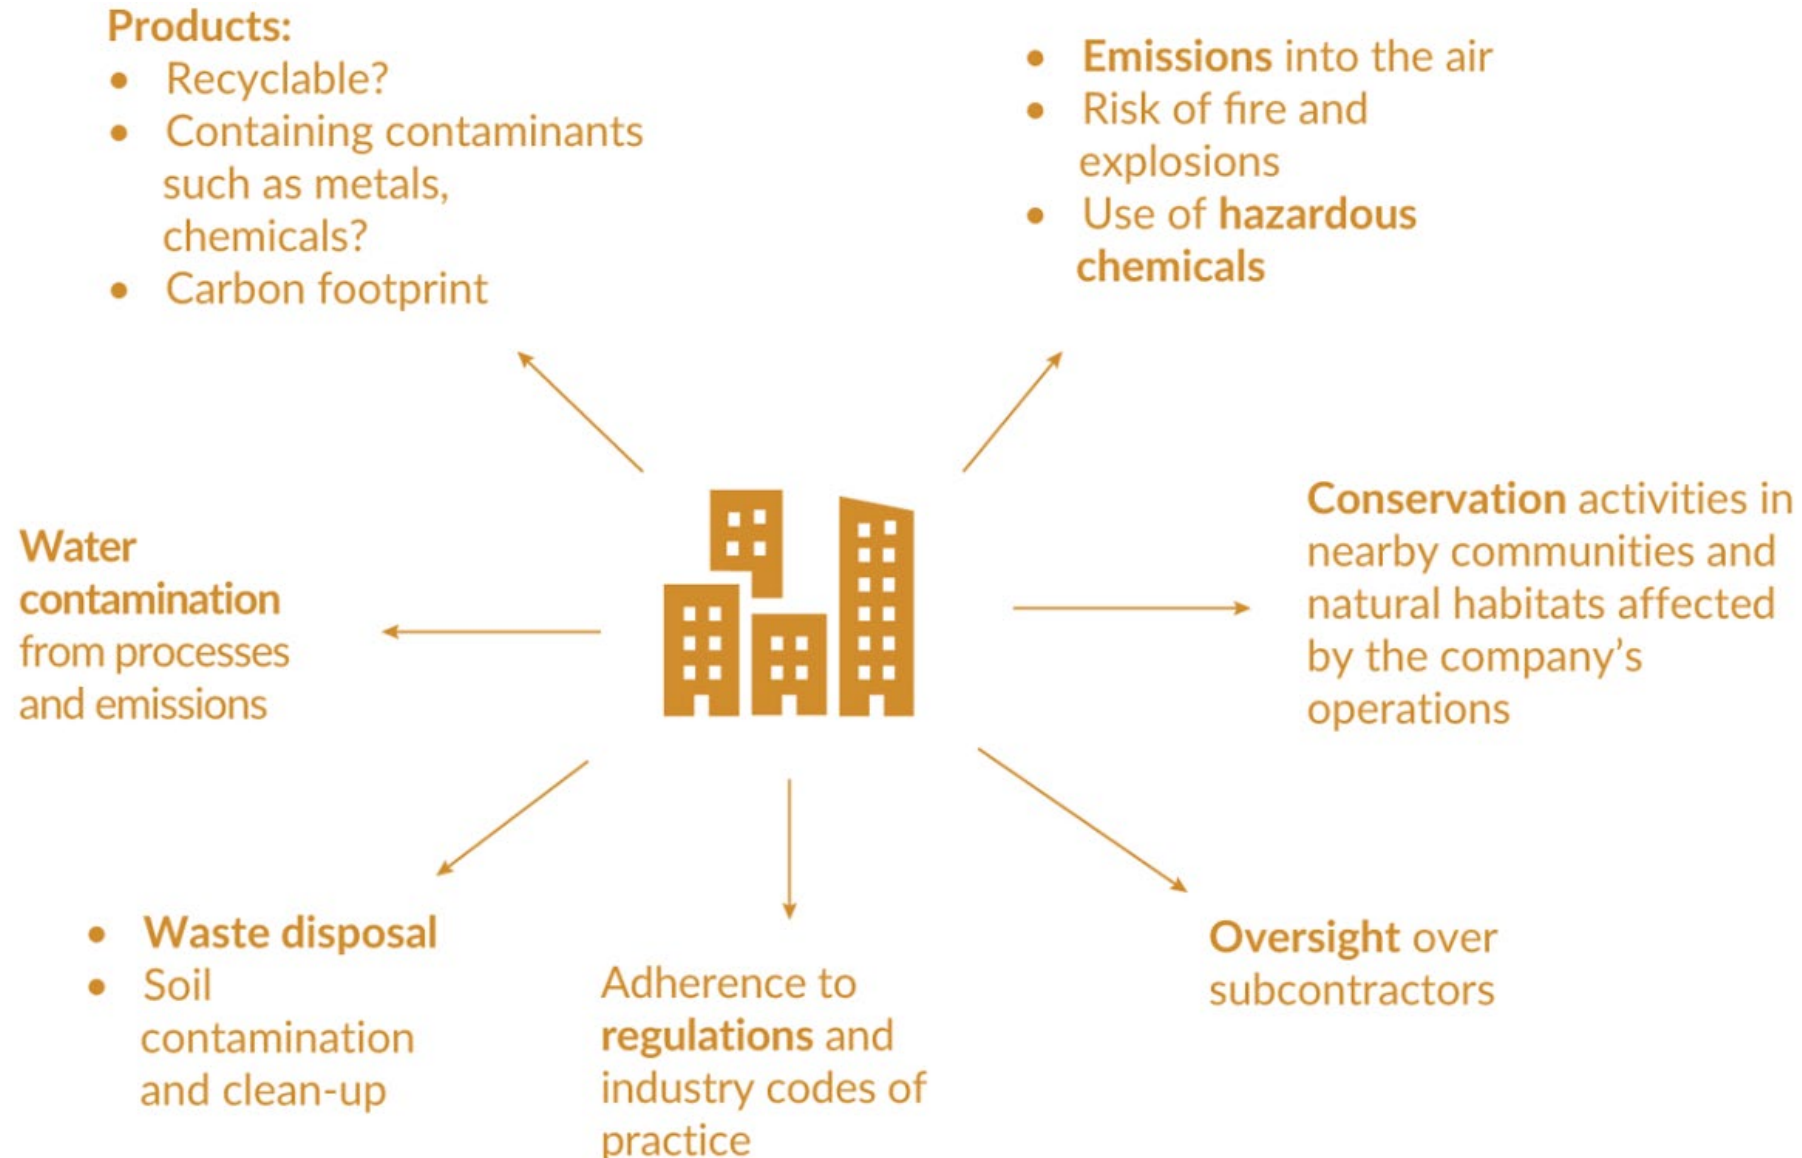 Products:
• Recyclable?
• Containing contaminants
such as metals,
chemicals?
• Carbon footprint
• Emissions into the air
• Risk of fire and
explosions
• Use of hazardous
chemicals
Water
contamination
from processes
and emissions
Conservation activities in
nearby communities and
natural habitats affected
by the company’s
operations
• Waste disposal
• Soil
contamination
and clean-up
Adherence to
regulations and
industry codes of
practice
Oversight over
subcontractors